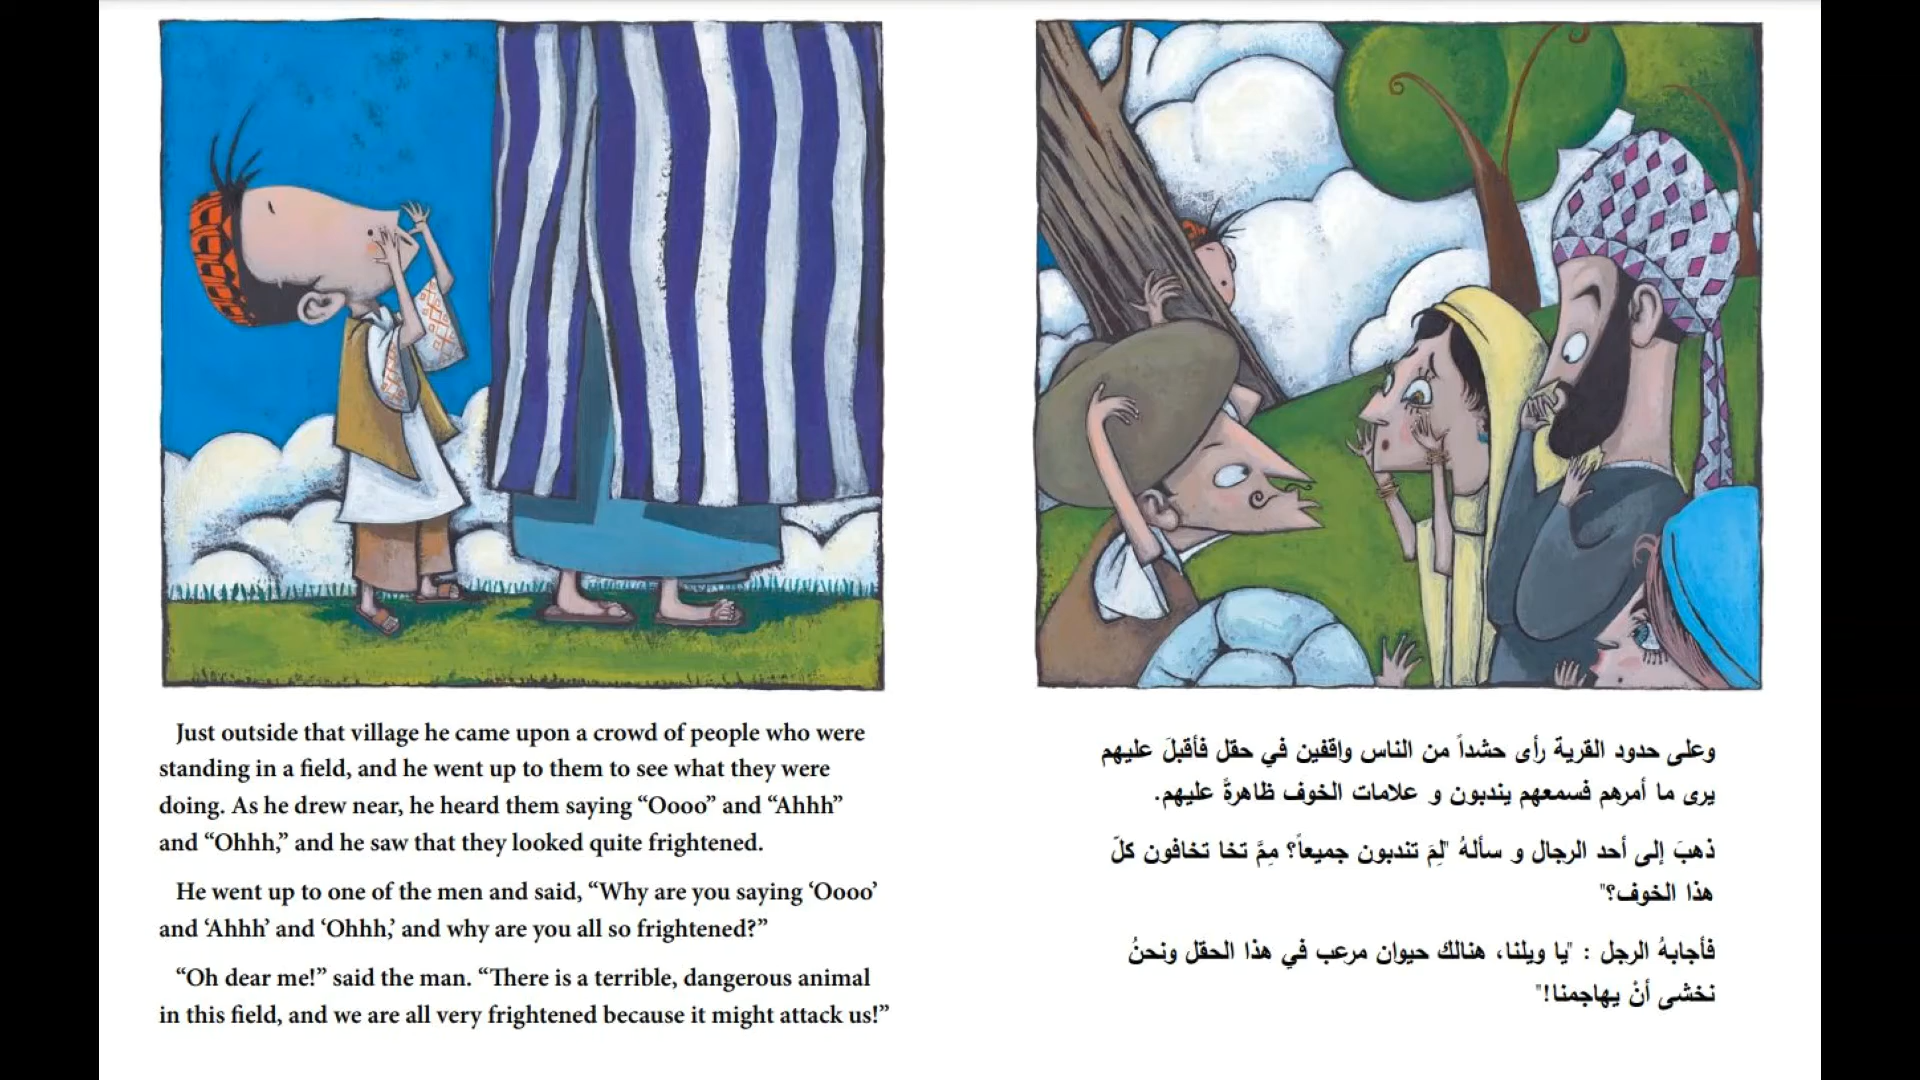 Just outside that village he came upon a crowd of people who were
standing in a field, and he went up to them to see what they were
doing. As he drew near, he heard them saying “Oooo” and “Ahhh”
and “Ohhh,” and he saw that they looked quite frightened.
He went up to one of the men and said, “Why are you saying ‘Oooo’
and ‘Ahhh’ and ‘Ohhh,’ and why are you all so frightened?”
“Oh dear me!” said the man. “There is a terrible, dangerous animal
in this field, and we are all very frightened because it might attack us!”
وعلى حدود القرية رأى حشداً من الناس واقفين في حقل فأقبلَ عليهم
يرى ما أمرهم فسمعهم يندبون و علامات الخوف ظاهرةً عليهم.
ذهبَ إلى أحد الرجال و سألهُ "لِمَ تندبون جميعاً؟ مِمَّ تخا تخافون كلّ
هذا الخوف؟"
فأجابهُ الرجل : "يا ويلنا، هنالك حيوان مرعب في هذا الحقل ونحنُ
نخشى أنْ يهاجمنا!"